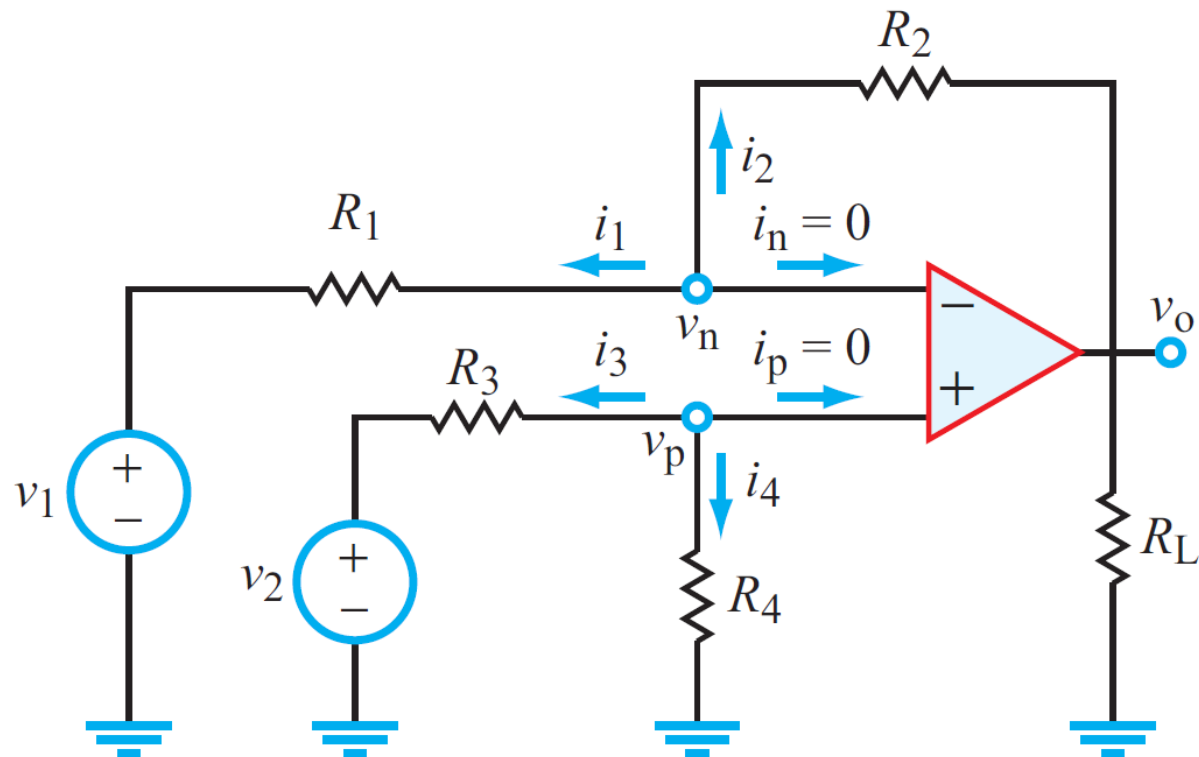 R2
i2
R1
i1
in = 0
vn
−
vo
i3
ip = 0
R3
+
vp
i4
v1
+
−
RL
v2
+
−
R4